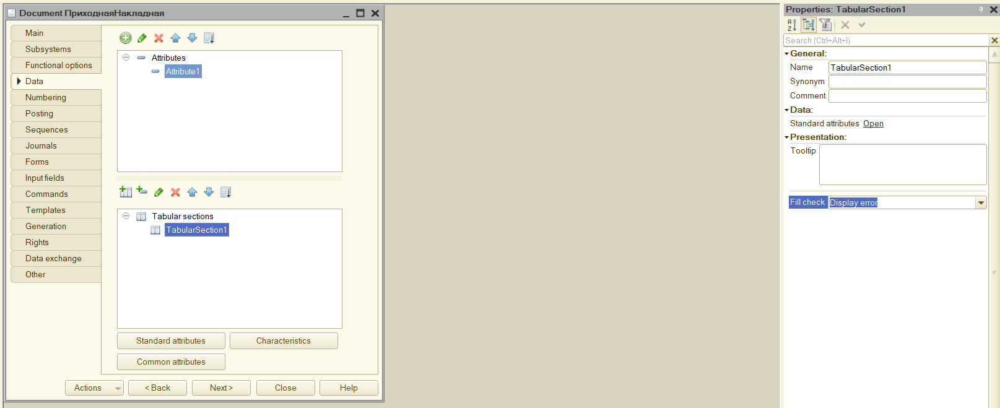 Document ПриходнаяНакладная
Main
Subsystems
Functional options
Data
Numbering
Posting
Sequences
Journals
Forms
Input fields
Commands
Templates
Generation
Rights
Data exchange
Other
Attributes
Attribute1
Tabular sections
TabularSection1
Standard attributes
Characteristics
Common attributes
Actions
< Back
Next >
Close
Help
Properties: TabularSection1
Search (Ctrl+Alt+I)
General:
Name TabularSection1
Synonym
Comment
Data:
Standard attributes Open
Presentation:
Tooltip
Fill check Display error